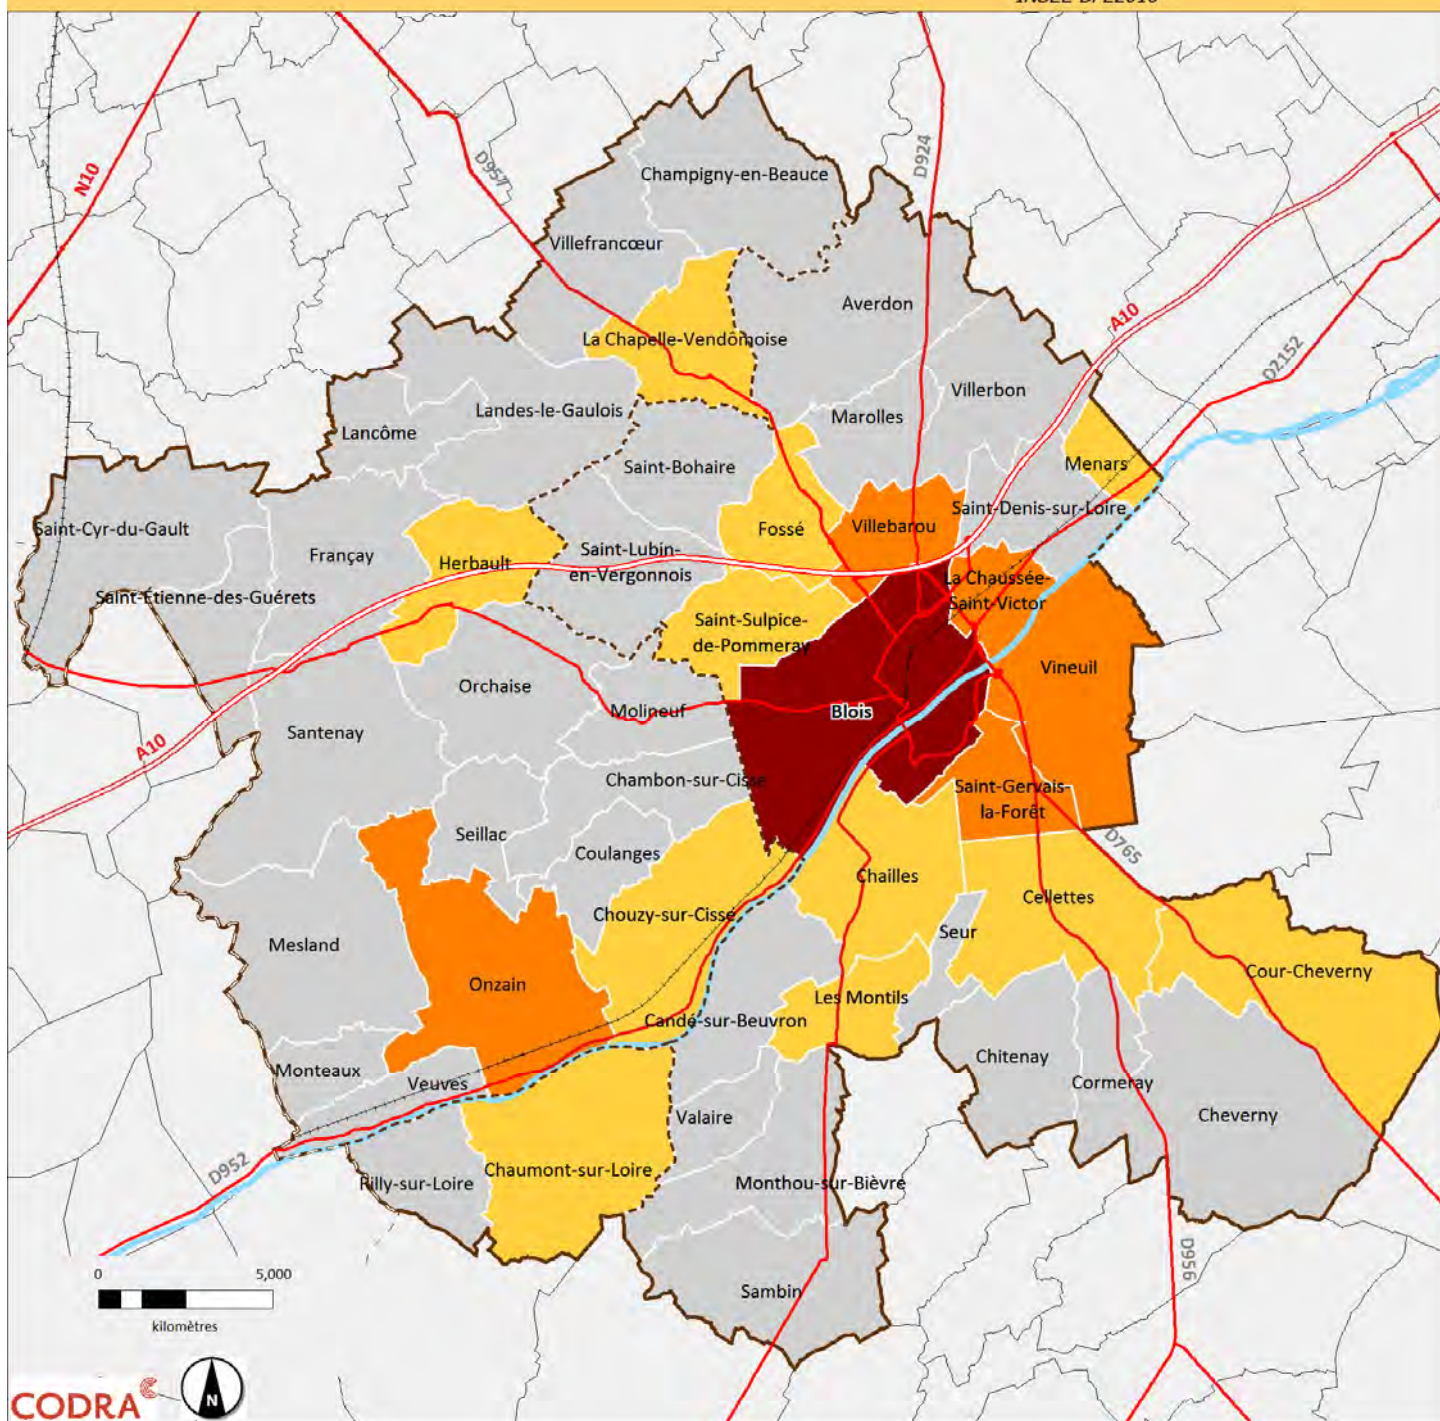 N10
D957
D924
Champigny-en-Beauce
Villefrancœur
Averdon
A10
La Chapelle-Vendômoise
D2152
Villerbon
Landes-le-Gaulois
Marolles
Lancôme
Saint-Bohaire
Menars
Saint-Denis-sur-Loire
Saint-Cyr-du-Gault
Fossé
Villebarou
Françay
Herbault
Saint-Lubin-
en-Vergonnois
La Chaussée-
Saint-Victor
Saint-Étienne-des-Guérets
Saint-Sulpice-
de-Pommeray
Vineuil
Orchaise
Molineuf
Blois
Santenay
A10
Chambon-sur-Cisse
Saint-Gervais-
la-Forêt
Seillac
Coulanges
D765
Chailles
Cellettes
Chouzy-sur-Cisse
Seur
Mesland
Cour-Cheverny
Onzain
Les Montils
Candé-sur-Beuvron
Chitenay
Monteaux
Veuves
Cormeray
Valaire
Cheverny
D952
Rilly-sur-Loire
Chaumont-sur-Loire
Monthou-sur-Bièvre
D956
0 5,000
kilomètres
Sambin
CODRA
N